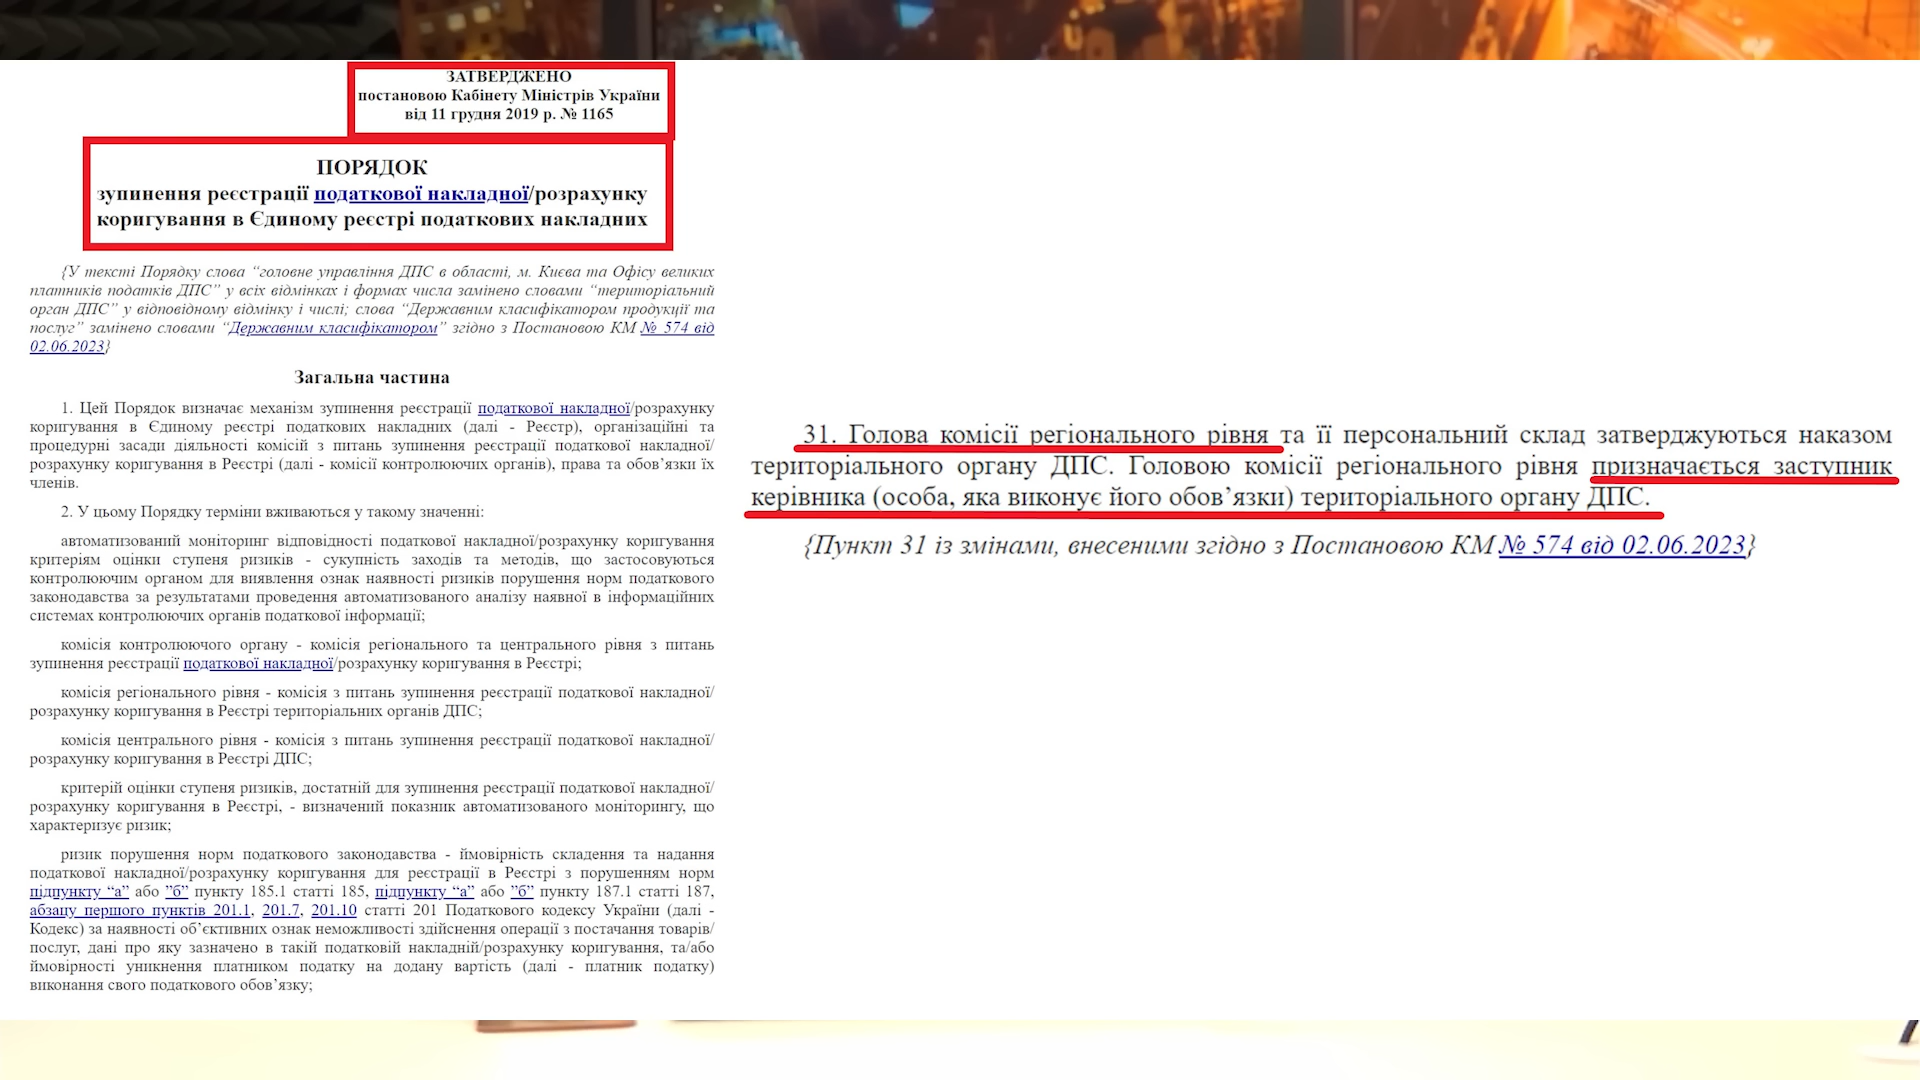 ЗАТВЕРДЖЕНО
постановою Кабінету Міністрів України
від 11 грудня 2019 р. № 1165
ПОРЯДОК
зупинення реєстрації податкової накладної/розрахунку
коригування в Єдиному реєстрі податкових накладних
{У тексті Порядку слова “головне управління ДПС в області, м. Києва та Офісу великих
платників податків ДПС” у всіх відмінках і формах числа замінено словами “територіальний
орган ДПС” у відповідному відмінку і числі; слова “Державним класифікатором продукції та
послуг” замінено словами “Державним класифікатором” згідно з Постановою КМ № 574 від
02.06.2023}
Загальна частина
1. Цей Порядок визначає механізм зупинення реєстрації податкової накладної/розрахунку
коригування в Єдиному реєстрі податкових накладних (далі - Реєстр), організаційні та
процедурні засади діяльності комісій з питань зупинення реєстрації податкової накладної/
розрахунку коригування в Реєстрі (далі - комісії контролюючих органів), права та обов’язки їх
членів.
2. У цьому Порядку терміни вживаються у такому значенні:
автоматизований моніторинг відповідності податкової накладної/розрахунку коригування
критеріям оцінки ступеня ризиків - сукупність заходів та методів, що застосовуються
контролюючим органом для виявлення ознак наявності ризиків порушення норм податкового
законодавства за результатами проведення автоматизованого аналізу наявної в інформаційних
системах контролюючих органів податкової інформації;
комісія контролюючого органу - комісія регіонального та центрального рівня з питань
зупинення реєстрації податкової накладної/розрахунку коригування в Реєстрі;
комісія регіонального рівня - комісія з питань зупинення реєстрації податкової накладної/
розрахунку коригування в Реєстрі територіальних органів ДПС;
комісія центрального рівня - комісія з питань зупинення реєстрації податкової накладної/
розрахунку коригування в Реєстрі ДПС;
критерій оцінки ступеня ризиків, достатній для зупинення реєстрації податкової накладної/
розрахунку коригування в Реєстрі, - визначений показник автоматизованого моніторингу, що
характеризує ризик;
ризик порушення норм податкового законодавства - ймовірність складення та надання
податкової накладної/розрахунку коригування для реєстрації в Реєстрі з порушенням норм
підпункту “а” або ”б” пункту 185.1 статті 185, підпункту “а” або ”б” пункту 187.1 статті 187,
абзацу першого пунктів 201.1, 201.7, 201.10 статті 201 Податкового кодексу України (далі -
Кодекс) за наявності об’єктивних ознак неможливості здійснення операції з постачання товарів/
послуг, дані про яку зазначено в такій податковій накладній/розрахунку коригування, та/або
ймовірності уникнення платником податку на додану вартість (далі - платник податку)
виконання свого податкового обов’язку;
31. Голова комісії регіонального рівня та її персональний склад затверджуються наказом
територіального органу ДПС. Головою комісії регіонального рівня призначається заступник
керівника (особа, яка виконує його обов’язки) територіального органу ДПС.
{Пункт 31 із змінами, внесеними згідно з Постановою КМ № 574 від 02.06.2023}